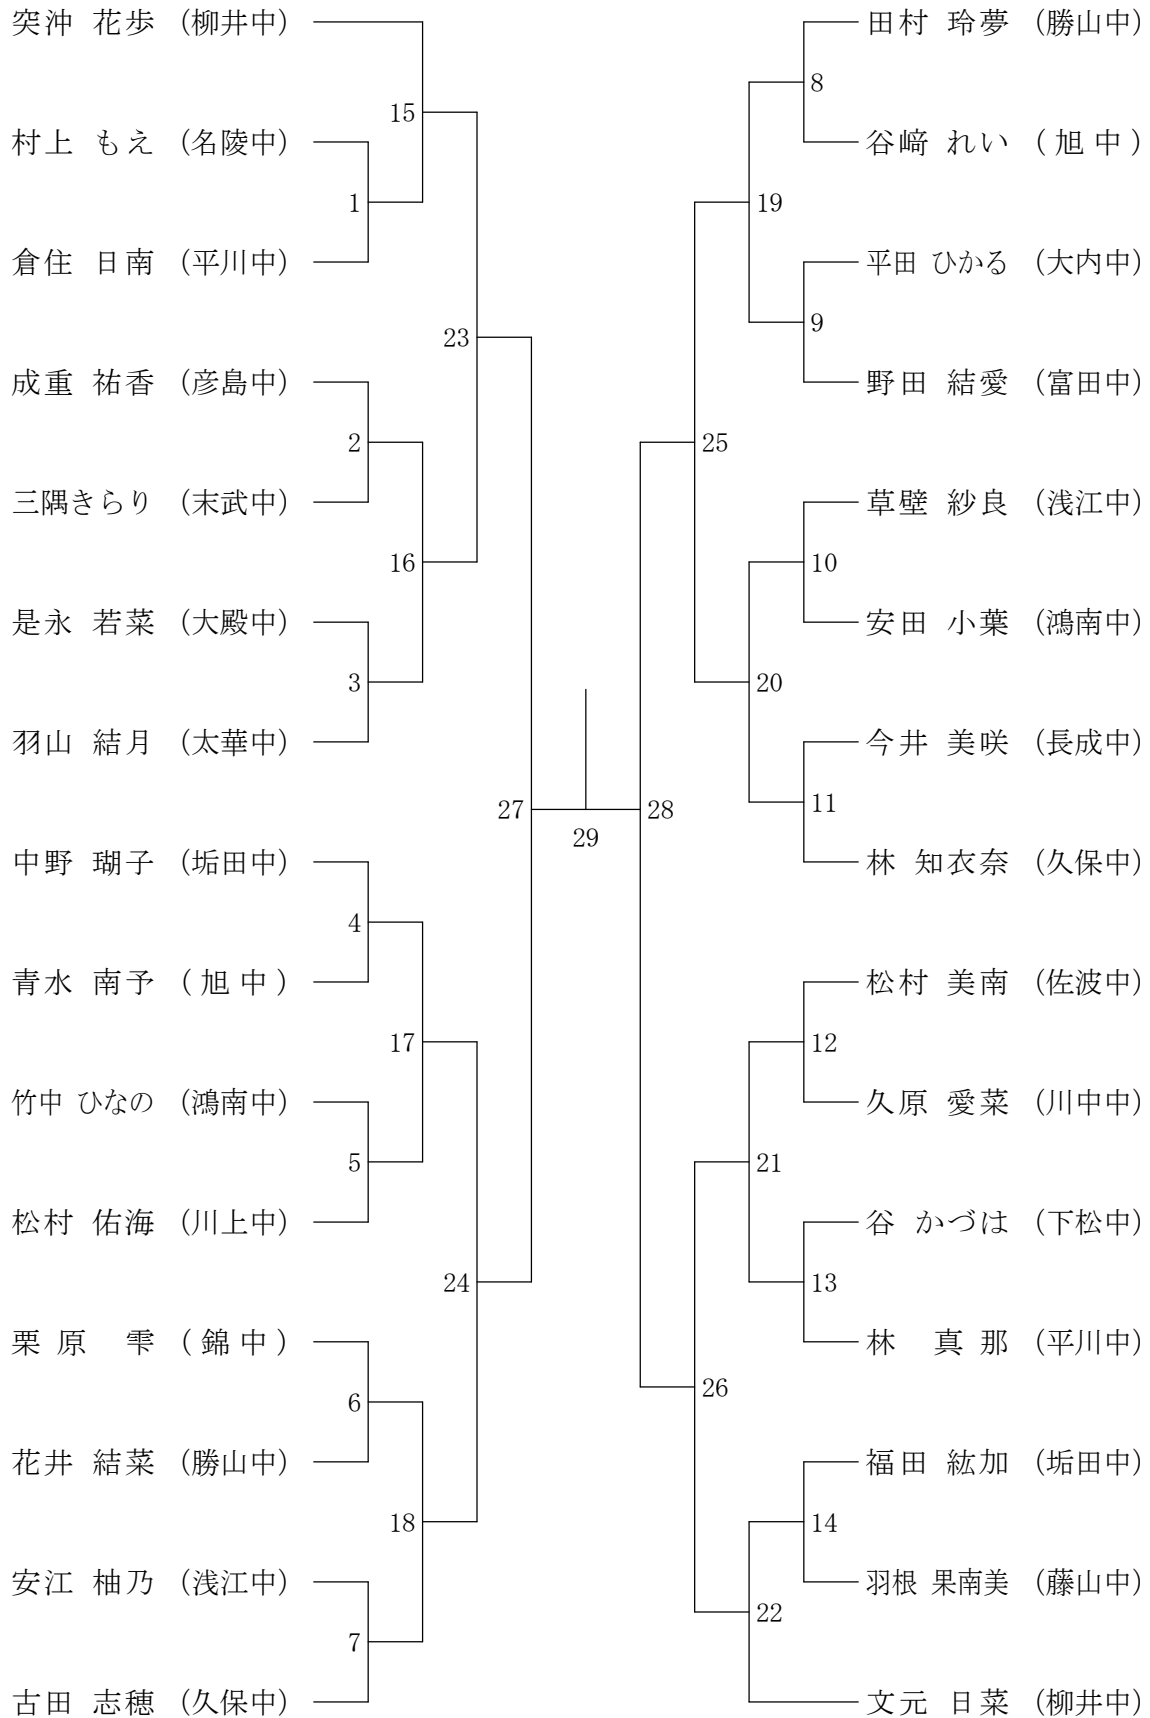 突沖 花歩 (柳井中)
15
村上 もえ (名陵中)
1
倉住 日南 (平川中)
23
成重 祐香 (彦島中)
2
三隅きらり (末武中)
16
是永 若菜 (大殿中)
3
羽山 結月 (太華中)
27
中野 瑚子 (垢田中)
4
青水 南予 (旭中)
17
竹中 ひなの (鴻南中)
5
松村 佑海 (川上中)
24
栗原 雫 (錦中)
6
花井 結菜 (勝山中)
18
安江 柚乃 (浅江中)
7
古田 志穂 (久保中)
29
田村 玲夢 (勝山中)
8
谷﨑 れい (旭中)
19
平田 ひかる (大内中)
9
野田 結愛 (富田中)
25
草壁 紗良 (浅江中)
10
安田 小葉 (鴻南中)
20
今井 美咲 (長成中)
11
28
林 知衣奈 (久保中)
松村 美南 (佐波中)
12
久原 愛菜 (川中中)
21
谷 かづは (下松中)
13
林 真那 (平川中)
26
福田 紘加 (垢田中)
14
羽根 果南美 (藤山中)
22
文元 日菜 (柳井中)